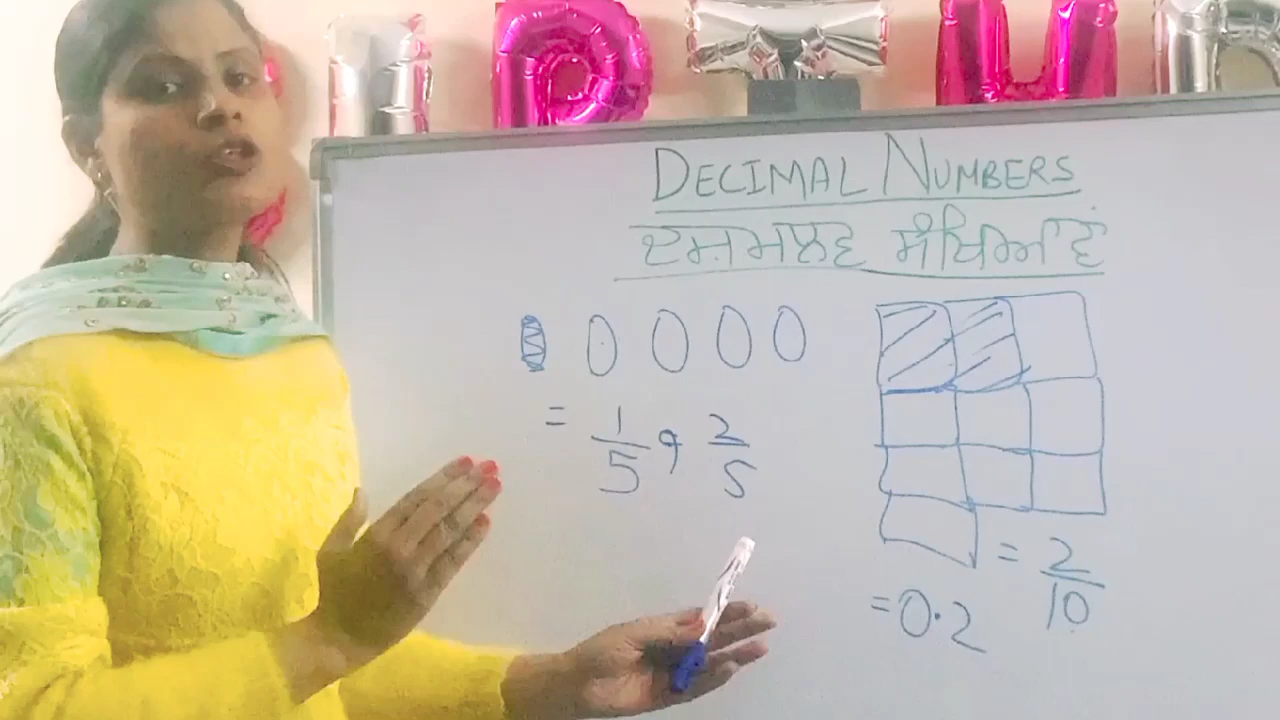 DECIMAL NUMBERS
ਦਸ਼ਮਲਵ ਸੰਖਿਆਵਾਂ
= 1/5, 2/5
= 2/10
= 0.2